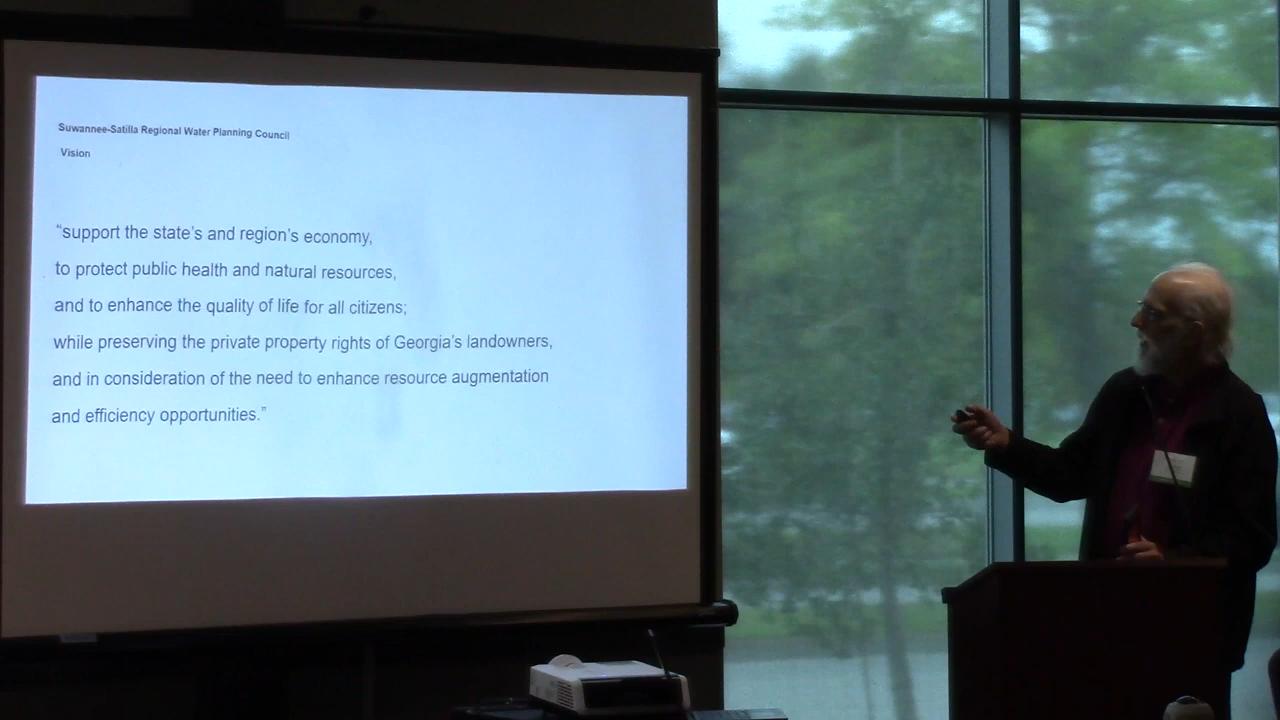 Suwannee-Satilla Regional Water Planning Council
Vision
“support the state’s and region’s economy,
to protect public health and natural resources,
and to enhance the quality of life for all citizens;
while preserving the private property rights of Georgia’s landowners,
and in consideration of the need to enhance resource augmentation
and efficiency opportunities.”